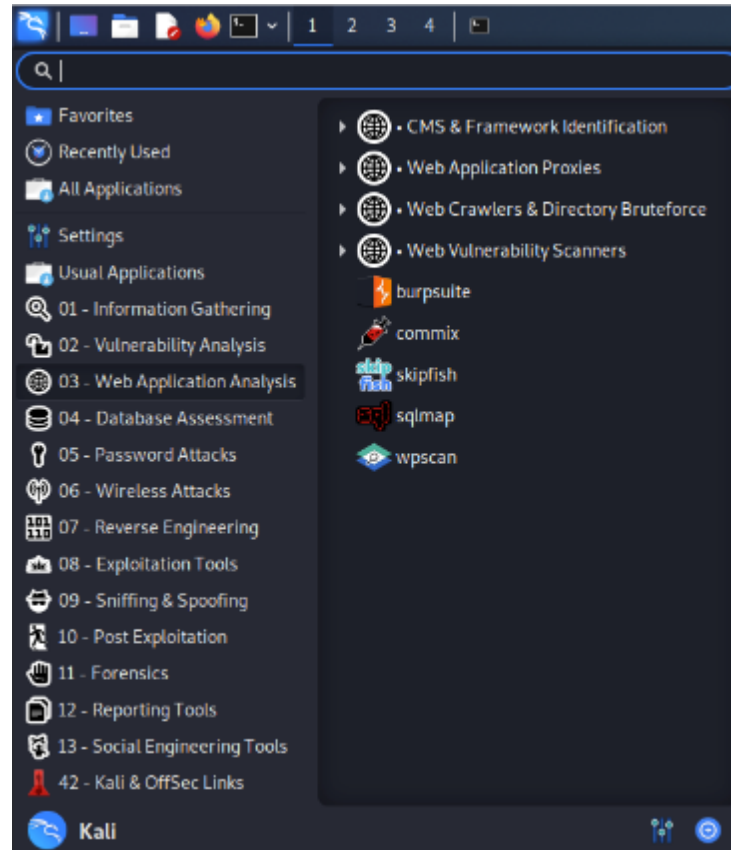 1 2 3 4
Favorites
Recently Used
All Applications
Settings
Usual Applications
01 - Information Gathering
02 - Vulnerability Analysis
03 - Web Application Analysis
04 - Database Assessment
05 - Password Attacks
06 - Wireless Attacks
07 - Reverse Engineering
08 - Exploitation Tools
09 - Sniffing & Spoofing
10 - Post Exploitation
11 - Forensics
12 - Reporting Tools
13 - Social Engineering Tools
42 - Kali & OffSec Links
• CMS & Framework Identification
• Web Application Proxies
• Web Crawlers & Directory Bruteforce
• Web Vulnerability Scanners
burpsuite
commix
skip fish skipfish
sql sqlmap
wpscan
Kali